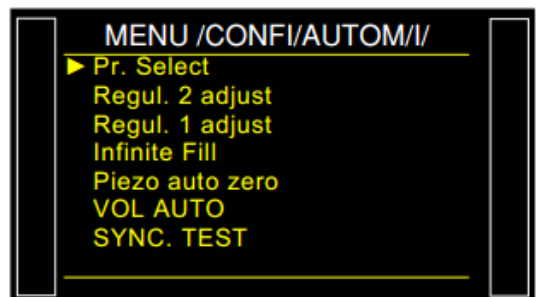 MENU /CONFI/AUTOM/I/
► Pr. Select
Regul. 2 adjust
Regul. 1 adjust
Infinite Fill
Piezo auto zero
VOL AUTO
SYNC. TEST